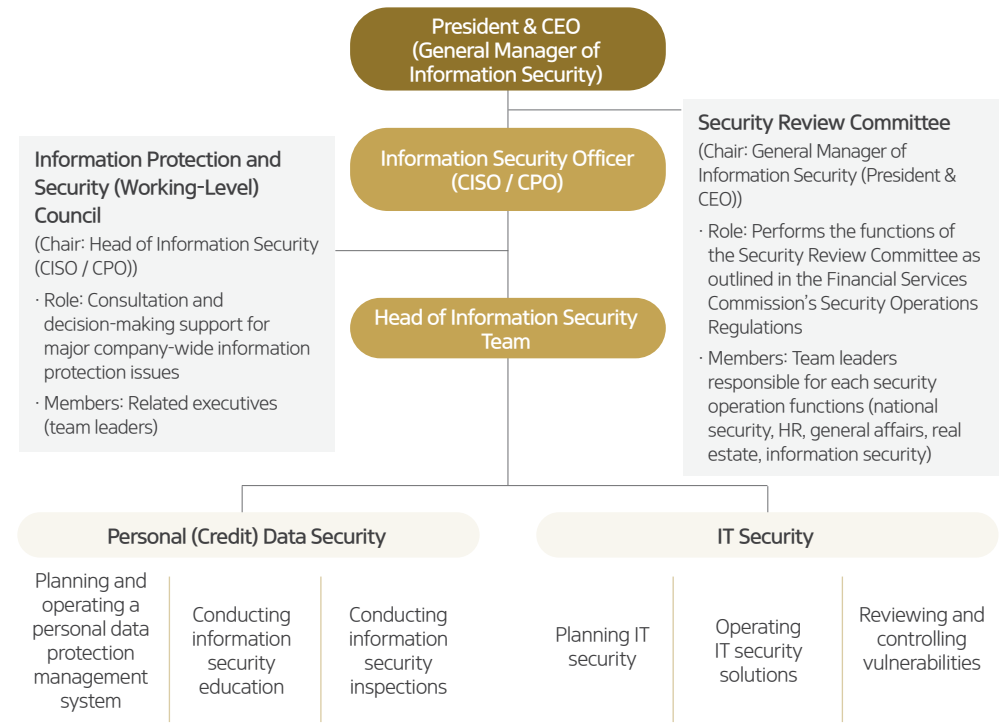 President & CEO
(General Manager of
Information Security)
Information Security Officer
(CISO / CPO)
Information Protection and
Security (Working-Level)
Council
(Chair: Head of Information Security
(CISO / CPO))
· Role: Consultation and
decision-making support for
major company-wide information
protection issues
· Members: Related executives
(team leaders)
Security Review Committee
(Chair: General Manager of
Information Security (President &
CEO))
· Role: Performs the functions of
the Security Review Committee as
outlined in the Financial Services
Commission's Security Operations
Regulations
· Members: Team leaders
responsible for each security
operation functions (national
security, HR, general affairs, real
estate, information security)
Head of Information Security
Team
Personal (Credit) Data Security
Planning and
operating a
personal data
protection
management
system
Conducting
information
security
education
Conducting
information
security
inspections
IT Security
Planning IT
security
Operating
IT security
solutions
Reviewing and
controlling
vulnerabilities